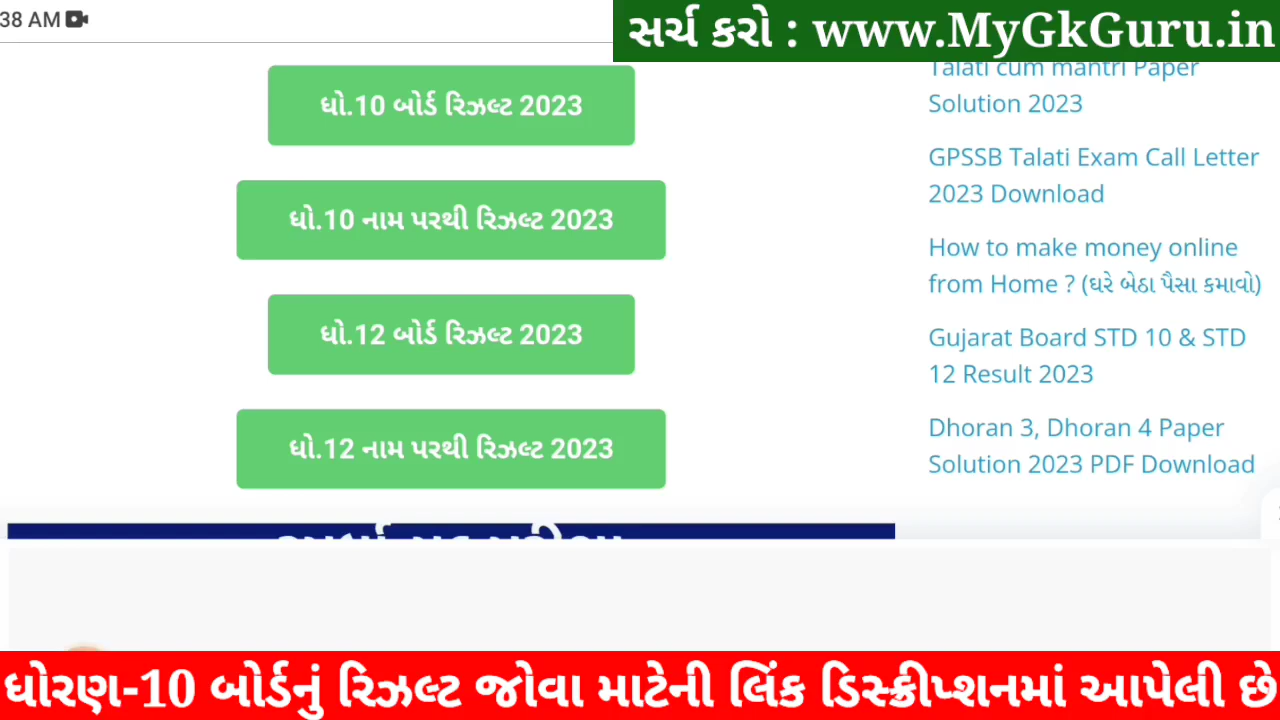 38 AM
સર્ચ કરો : www.MyGkGuru.in
ધો.10 બોર્ડ રિઝલ્ટ 2023
ધો.10 નામ પરથી રિઝલ્ટ 2023
ધો.12 બોર્ડ રિઝલ્ટ 2023
ધો.12 નામ પરથી રિઝલ્ટ 2023
Talati cum mantri Paper
Solution 2023
GPSSB Talati Exam Call Letter
2023 Download
How to make money online
from Home ? (ઘરે બેઠા પૈસા કમાવો)
Gujarat Board STD 10 & STD
12 Result 2023
Dhoran 3, Dhoran 4 Paper
Solution 2023 PDF Download
ધોરણ-10 બોર્ડનું રિઝલ્ટ જોવા માટેની લિંક ડિસ્ક્રીપ્શનમાં આપેલી છે